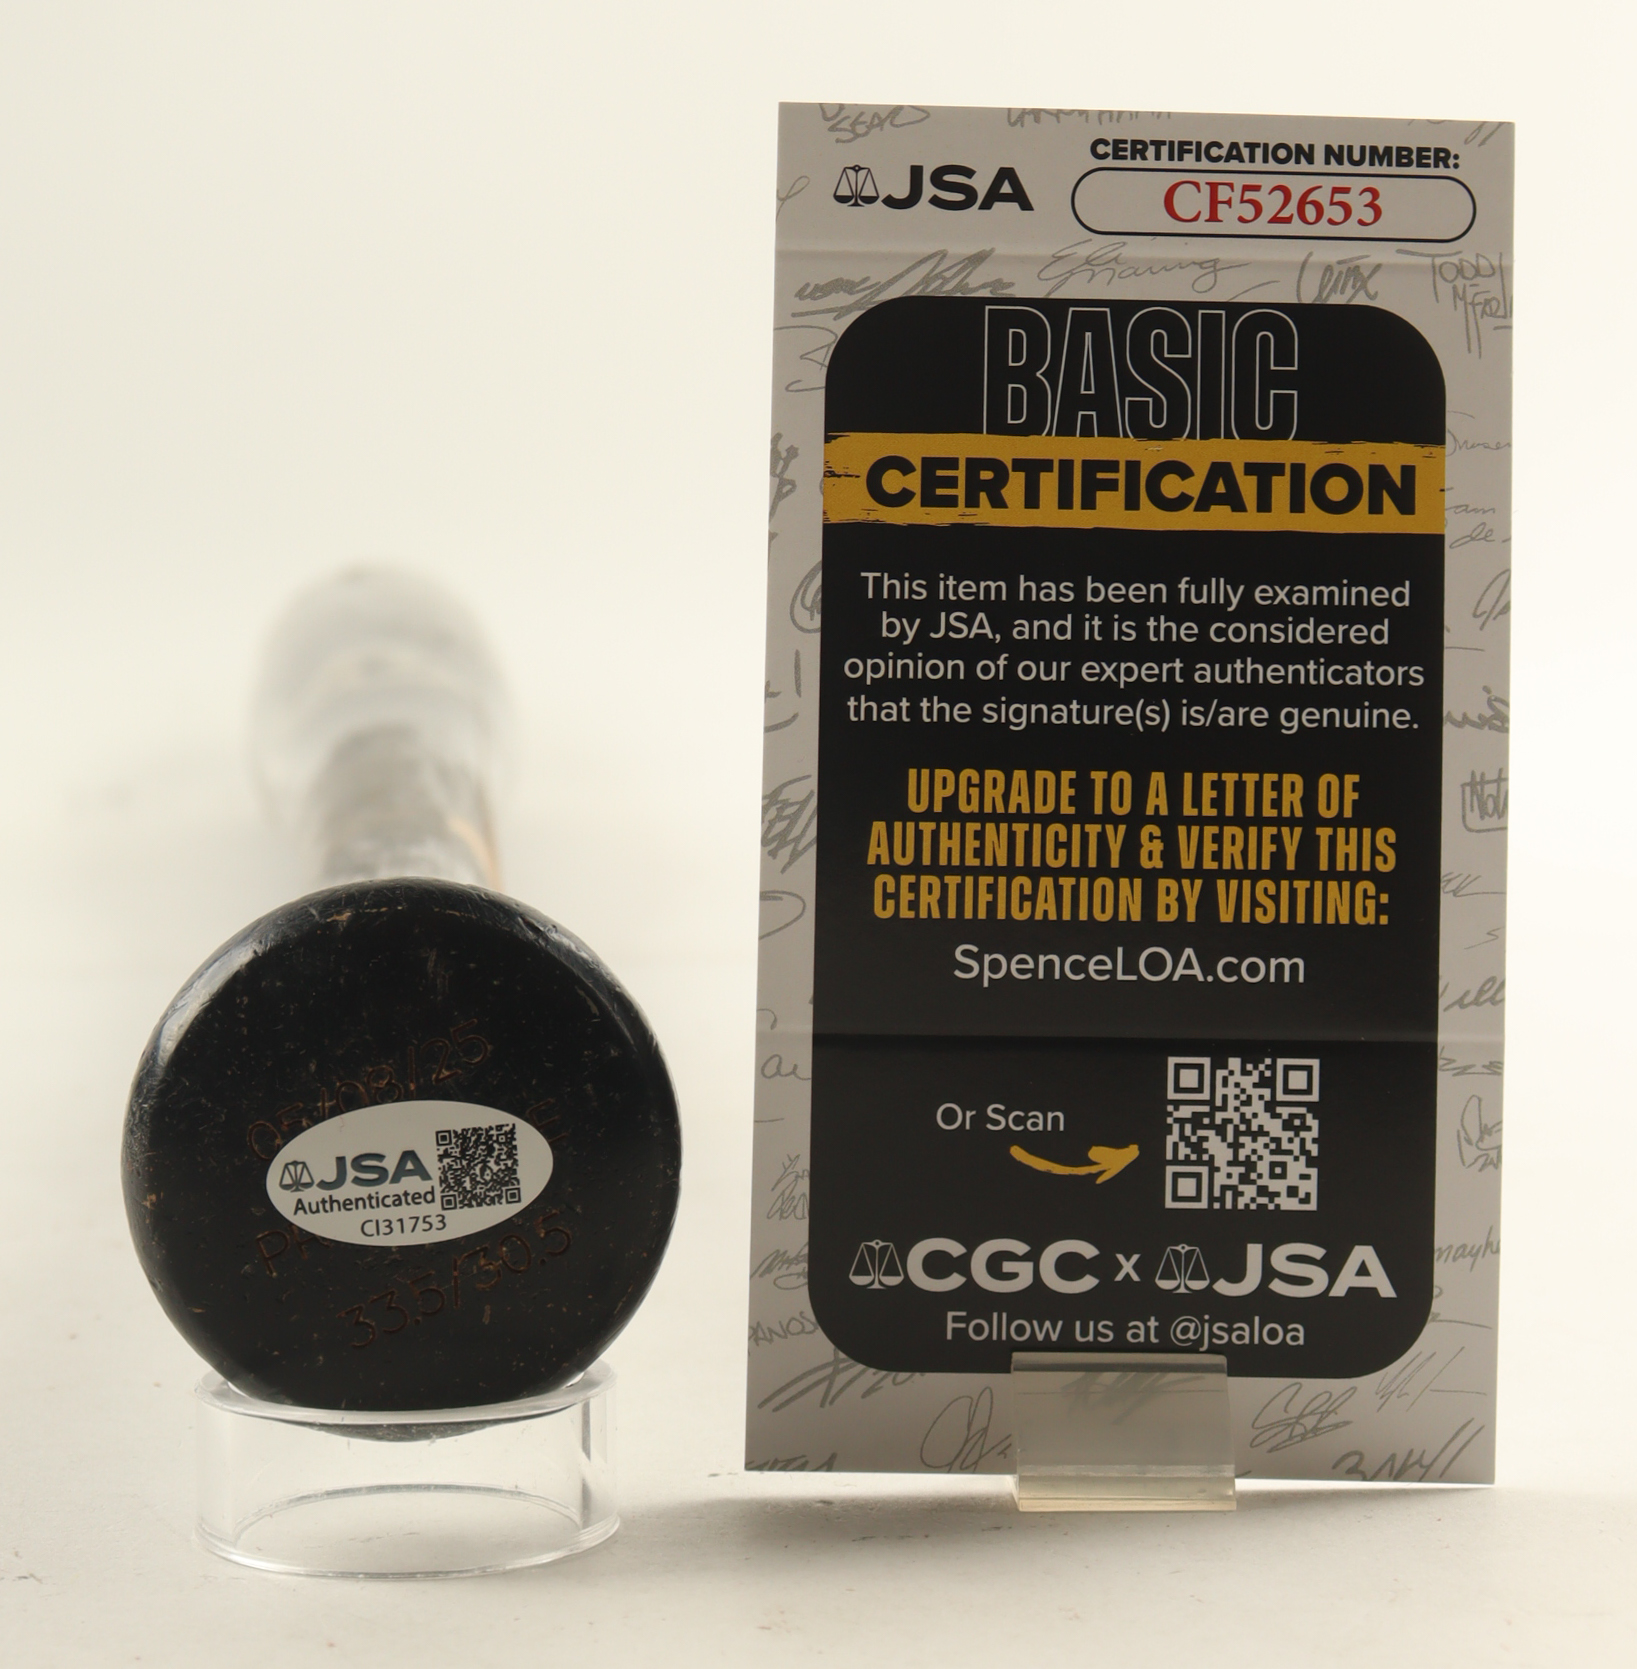 JSA
CERTIFICATION NUMBER:
CF52653
BASIC
CERTIFICATION
This item has been fully examined
by JSA, and it is the considered
opinion of our expert authenticators
that the signature(s) is/are genuine.
UPGRADE TO A LETTER OF
AUTHENTICITY & VERIFY THIS
CERTIFICATION BY VISITING:
SpenceLOA.com
Or Scan
CGC x JSA
Follow us at @jsaloa
05/08/25
JSA
Authenticated
CI31753
33.5/30.5